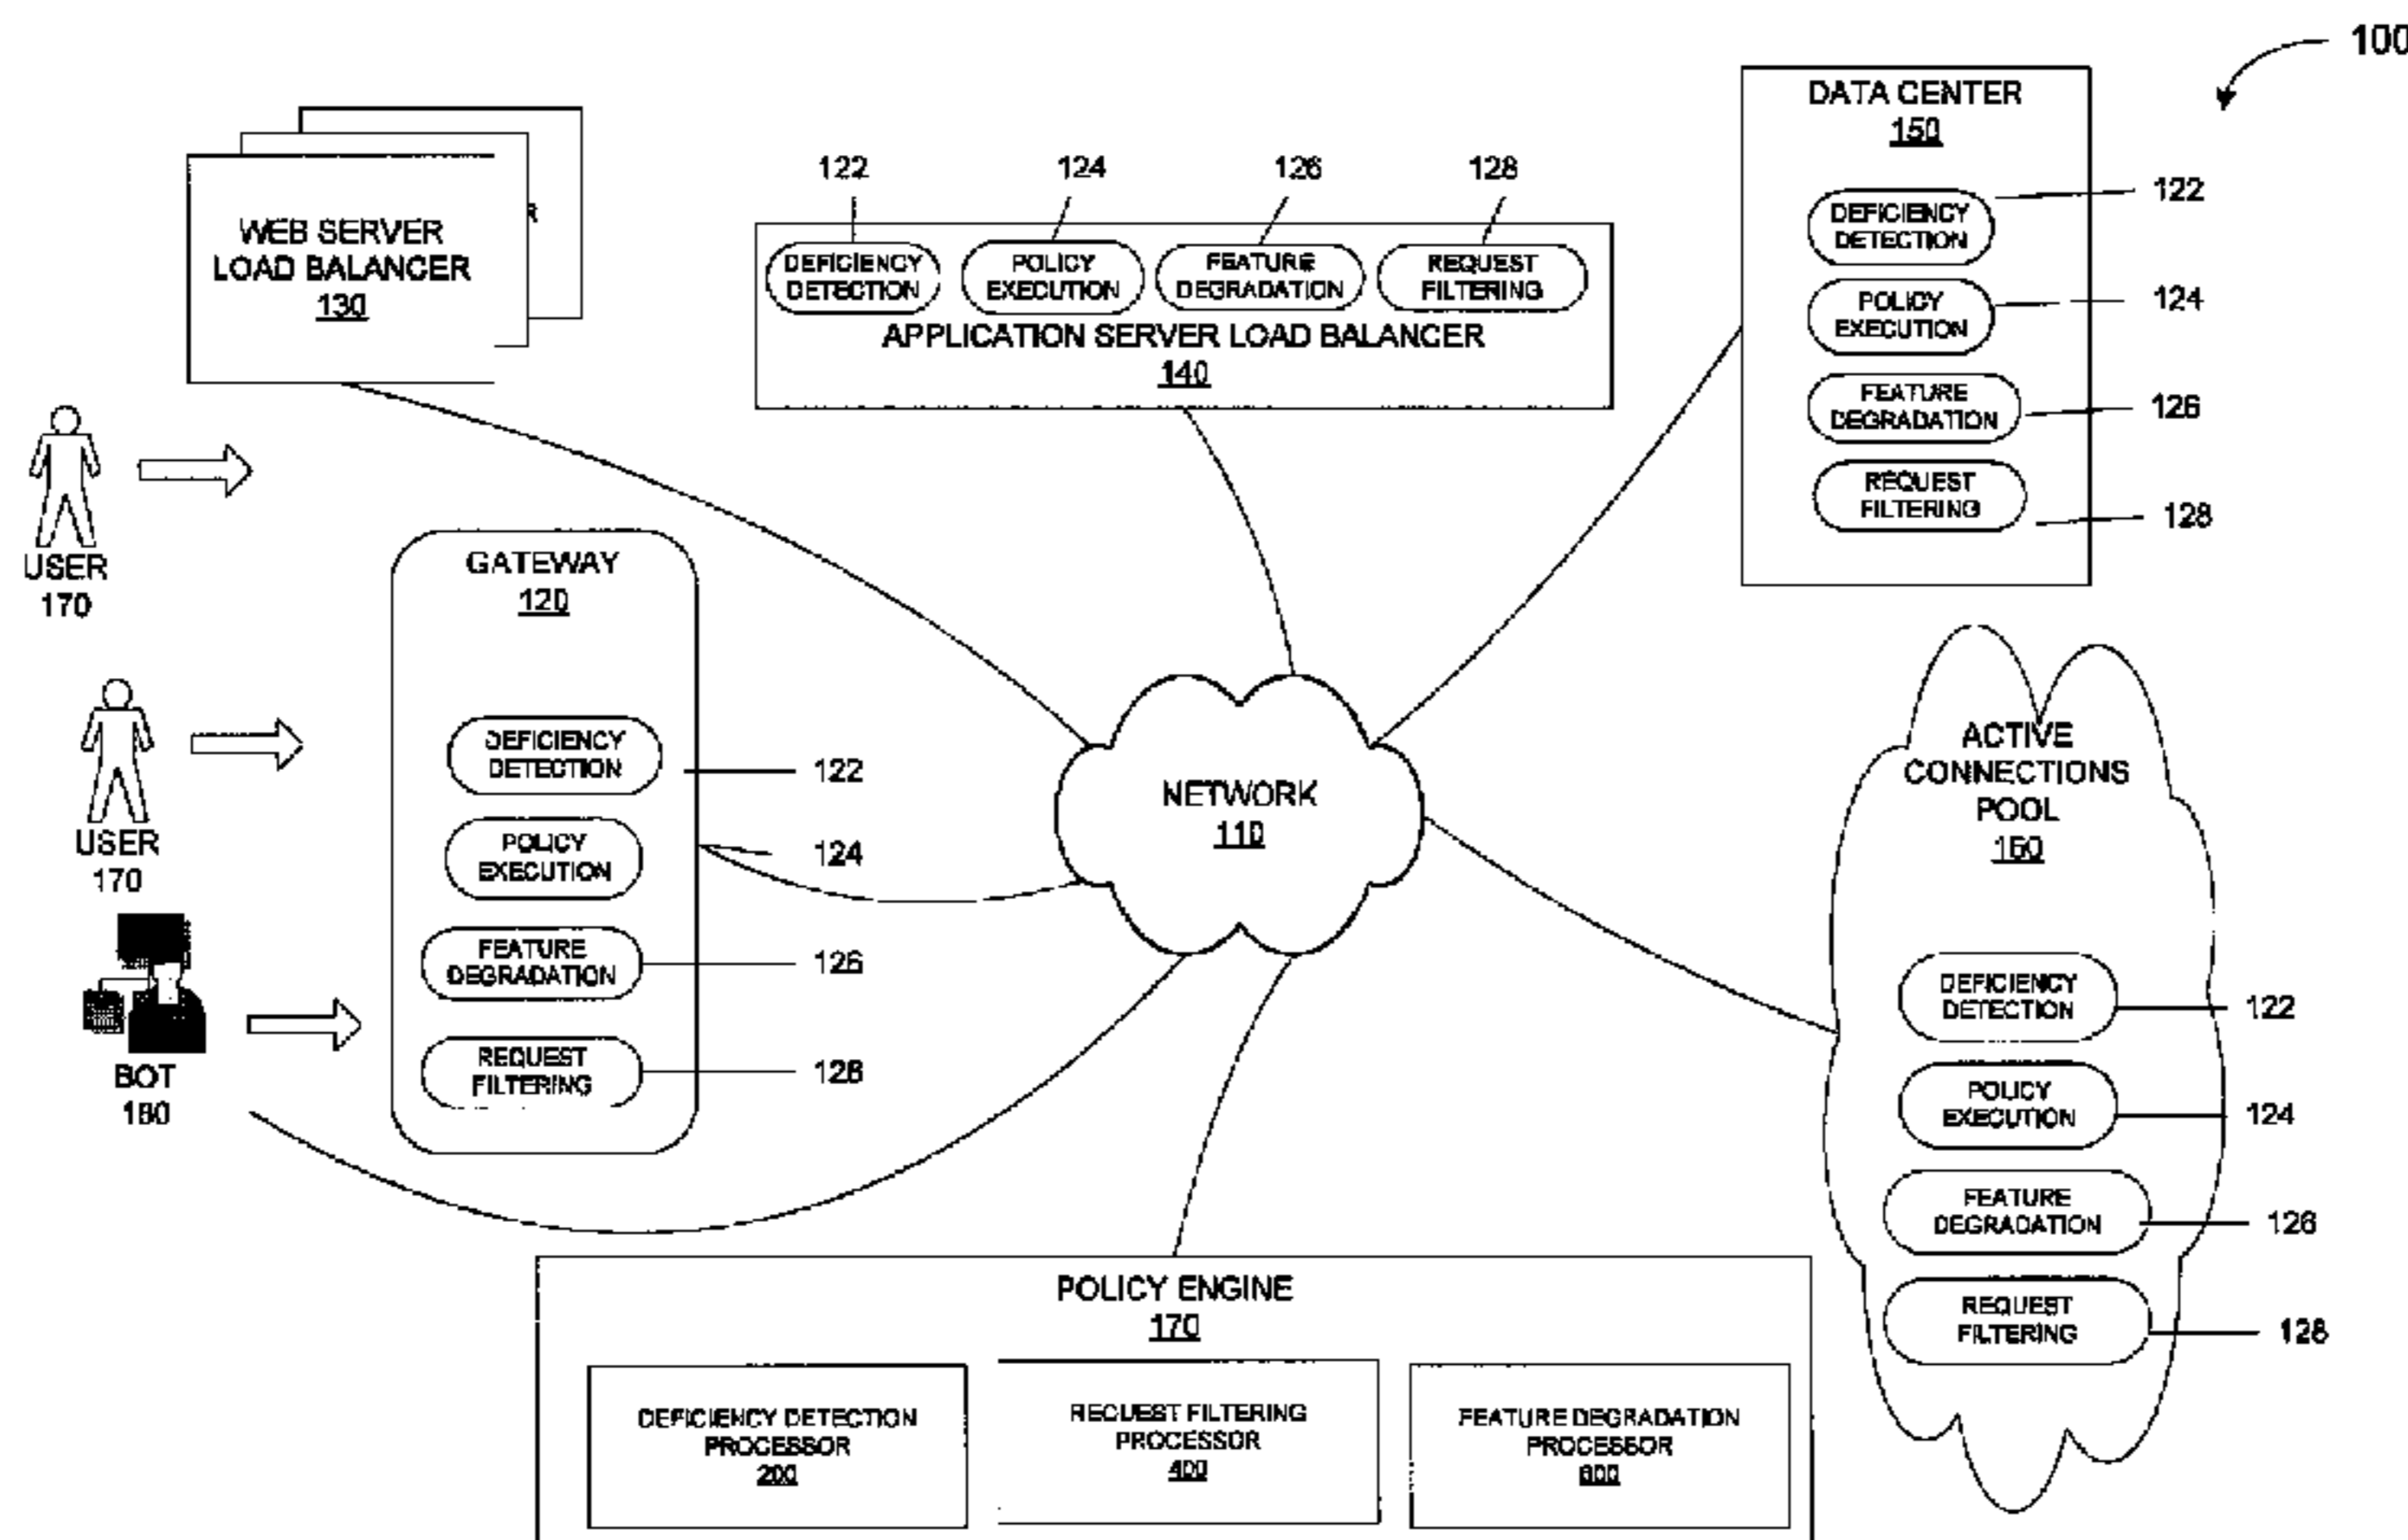 100
DATA CENTER
150
122
DEFICIENCY
DETECTION
124
POLICY
EXECUTION
126
FEATURE
DEGRADATION
128
REQUEST
FILTERING
WEB SERVER
LOAD BALANCER
130
R
122
124
126
128
DEFICIENCY
DETECTION
POLICY
EXECUTION
FEATURE
DEGRADATION
REQUEST
FILTERING
APPLICATION SERVER LOAD BALANCER
140
USER
170
USER
170
BOT
180
GATEWAY
120
DEFICIENCY
DETECTION
122
POLICY
EXECUTION
124
FEATURE
DEGRADATION
126
REQUEST
FILTERING
128
NETWORK
110
ACTIVE
CONNECTIONS
POOL
160
DEFICIENCY
DETECTION
122
POLICY
EXECUTION
124
FEATURE
DEGRADATION
126
REQUEST
FILTERING
128
POLICY ENGINE
170
DEFICIENCY DETECTION
PROCESSOR
200
REQUEST FILTERING
PROCESSOR
400
FEATURE DEGRADATION
PROCESSOR